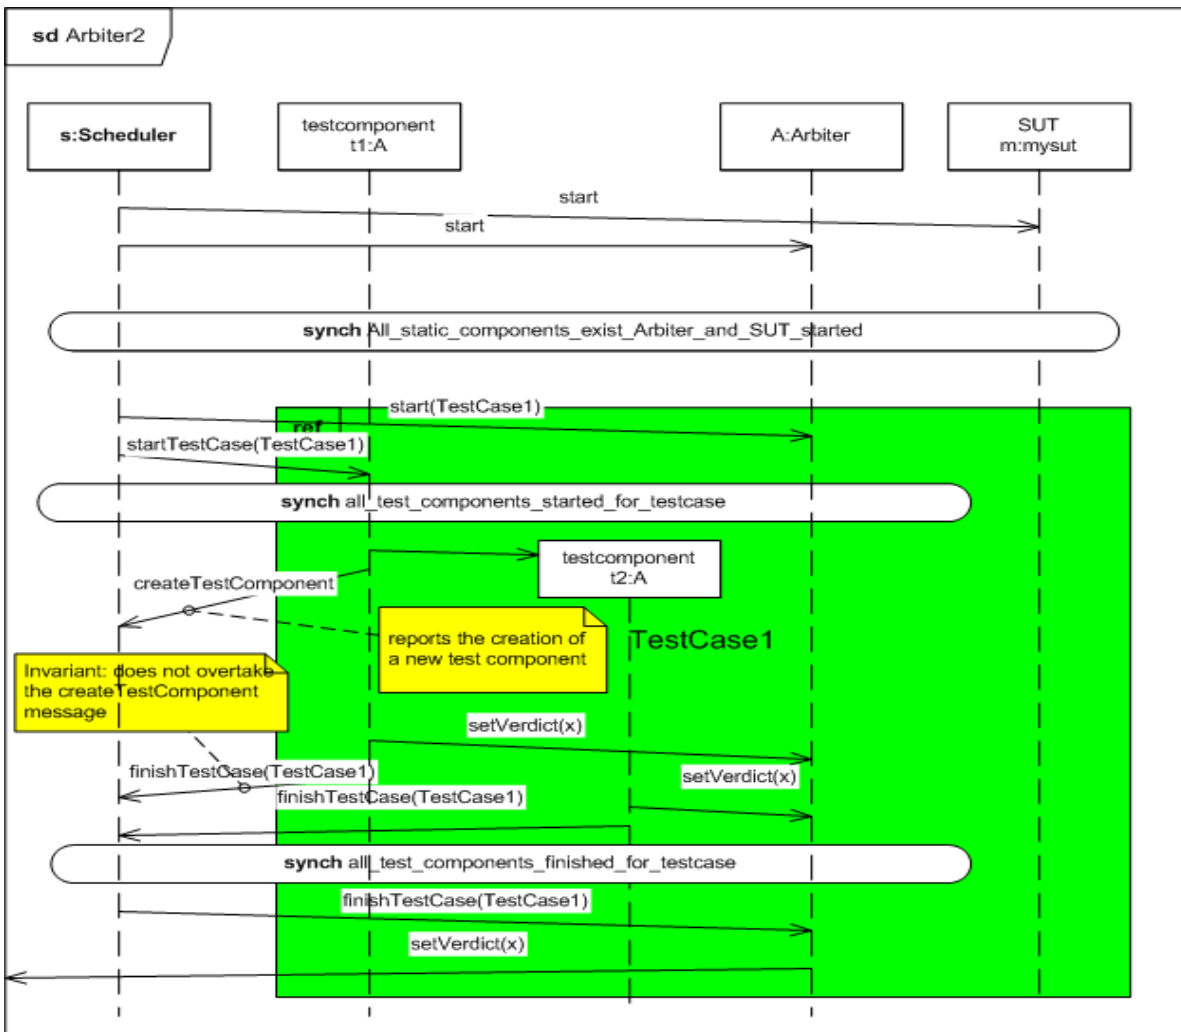 sd Arbiter2
s:Scheduler
testcomponent
t1:A
A:Arbiter
SUT
m:mysut
start
start
synch All_static_components_exist_Arbiter_and_SUT_started
start(TestCase1)
ref
startTestCase(TestCase1)
synch all_test_components_started_for_testcase
testcomponent
t2:A
createTestComponent
reports the creation of
a new test component
TestCase1
Invariant: does not overtake
the createTestComponent
message
setVerdict(x)
finishTestCase(TestCase1)
setVerdict(x)
finishTestCase(TestCase1)
synch all_test_components_finished_for_testcase
finishTestCase(TestCase1)
setVerdict(x)